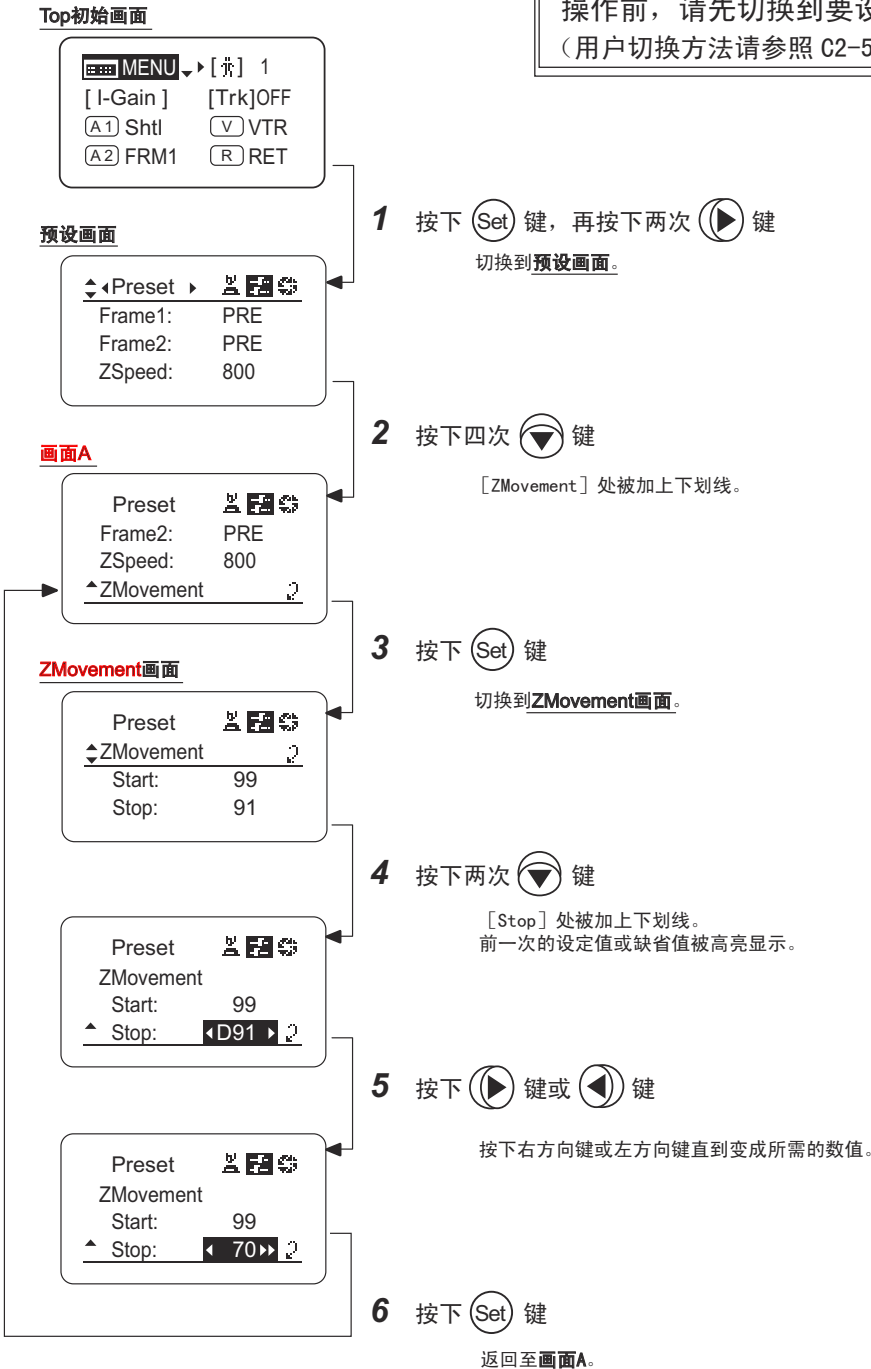 Top初始画面
操作前，请先切换到要设
（用户切换方法请参照 C2-5
MENU [ ] 1
[ I-Gain ] [Trk]OFF
A1 Shtl V VTR
A2 FRM1 R RET
1 按下 Set 键，再按下两次 键
切换到预设画面。
预设画面
Preset
Frame1: PRE
Frame2: PRE
ZSpeed: 800
2 按下四次 键
［ZMovement］处被加上下划线。
画面A
Preset
Frame2: PRE
ZSpeed: 800
ZMovement
3 按下 Set 键
切换到ZMovement画面。
ZMovement画面
Preset
ZMovement
Start: 99
Stop: 91
4 按下两次 键
［Stop］处被加上下划线。
前一次的设定值或缺省值被高亮显示。
Preset
ZMovement
Start: 99
Stop: D91
5 按下 键或 键
按下右方向键或左方向键直到变成所需的数值。
Preset
ZMovement
Start: 99
Stop: 70
6 按下 Set 键
返回至画面A。